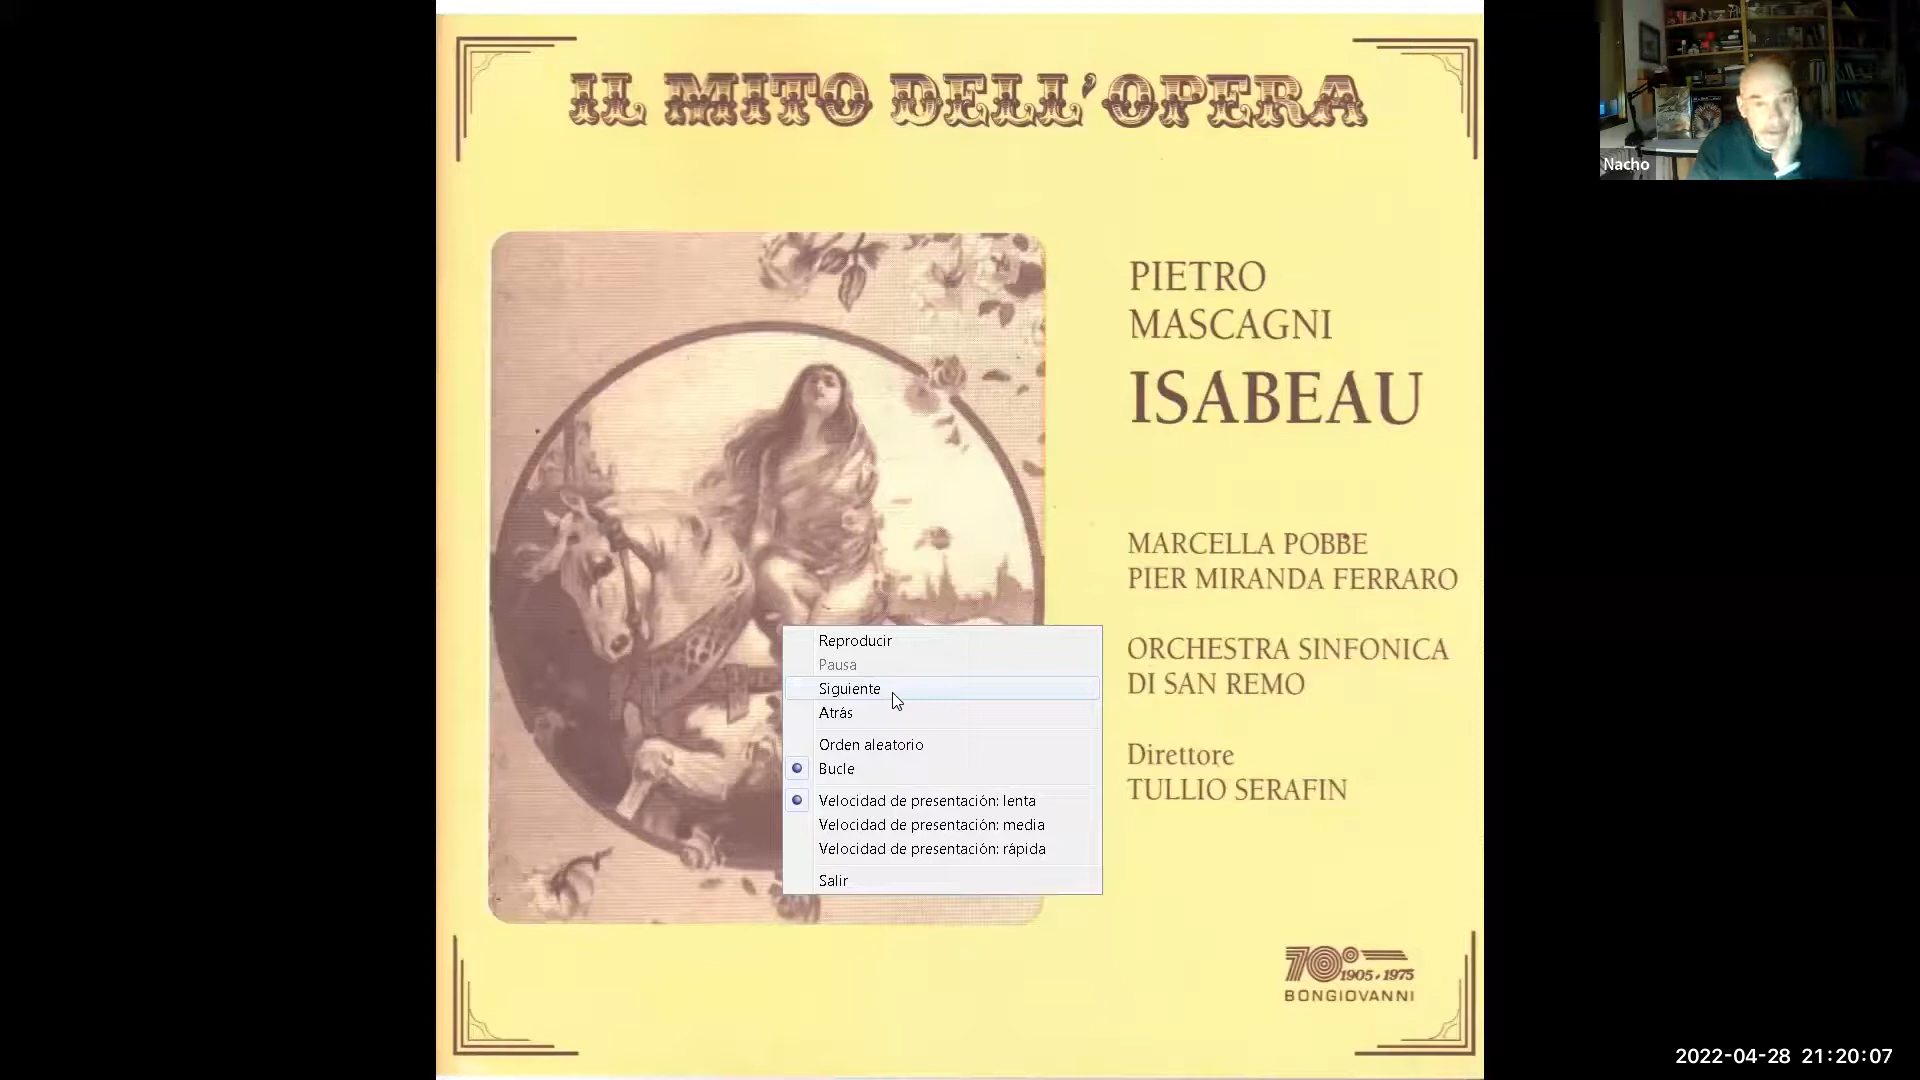 IL MITO DELL'OPERA
Nacho
PIETRO
MASCAGNI
ISABEAU
MARCELLA POBBE
PIER MIRANDA FERRARO
ORCHESTRA SINFONICA
DI SAN REMO
Direttore
TULLIO SERAFIN
Reproducir
Pausa
Siguiente
Atrás
Orden aleatorio
Bucle
Velocidad de presentación: lenta
Velocidad de presentación: media
Velocidad de presentación: rápida
Salir
70° 1905-1975
BONGIOVANNI
2022-04-28 21:20:07